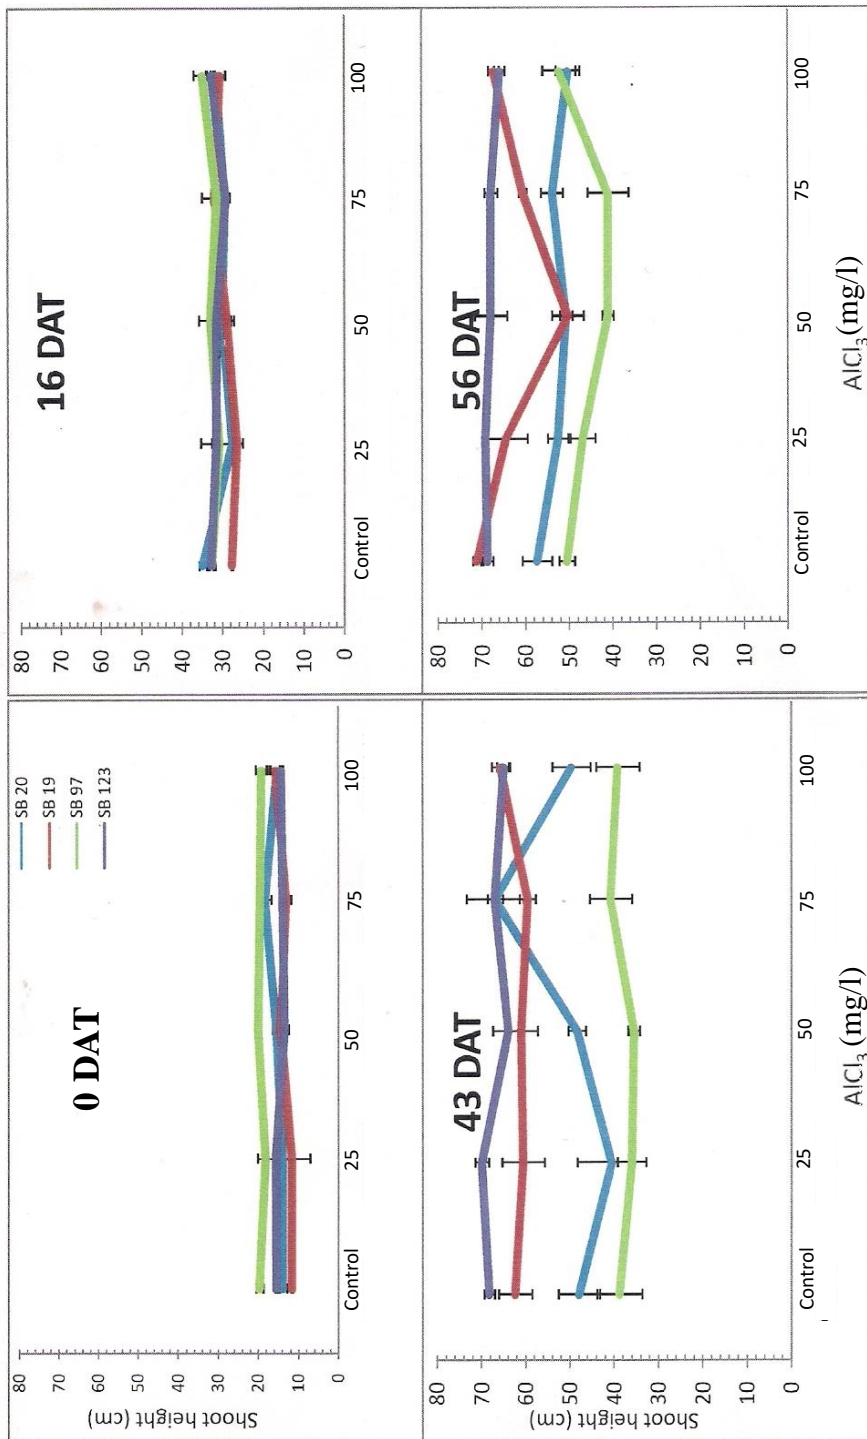 0 DAT
SB 20
SB 19
SB 97
SB 123
Shoot height (cm)
80
70
60
50
40
30
20
10
0
Control 25 50 75 100
16 DAT
80
70
60
50
40
30
20
10
0
Control 25 50 75 100
43 DAT
Shoot height (cm)
80
70
60
50
40
30
20
10
0
Control 25 50 75 100
AlCl3 (mg/l)
56 DAT
80
70
60
50
40
30
20
10
0
Control 25 50 75 100
AlCl3 (mg/l)